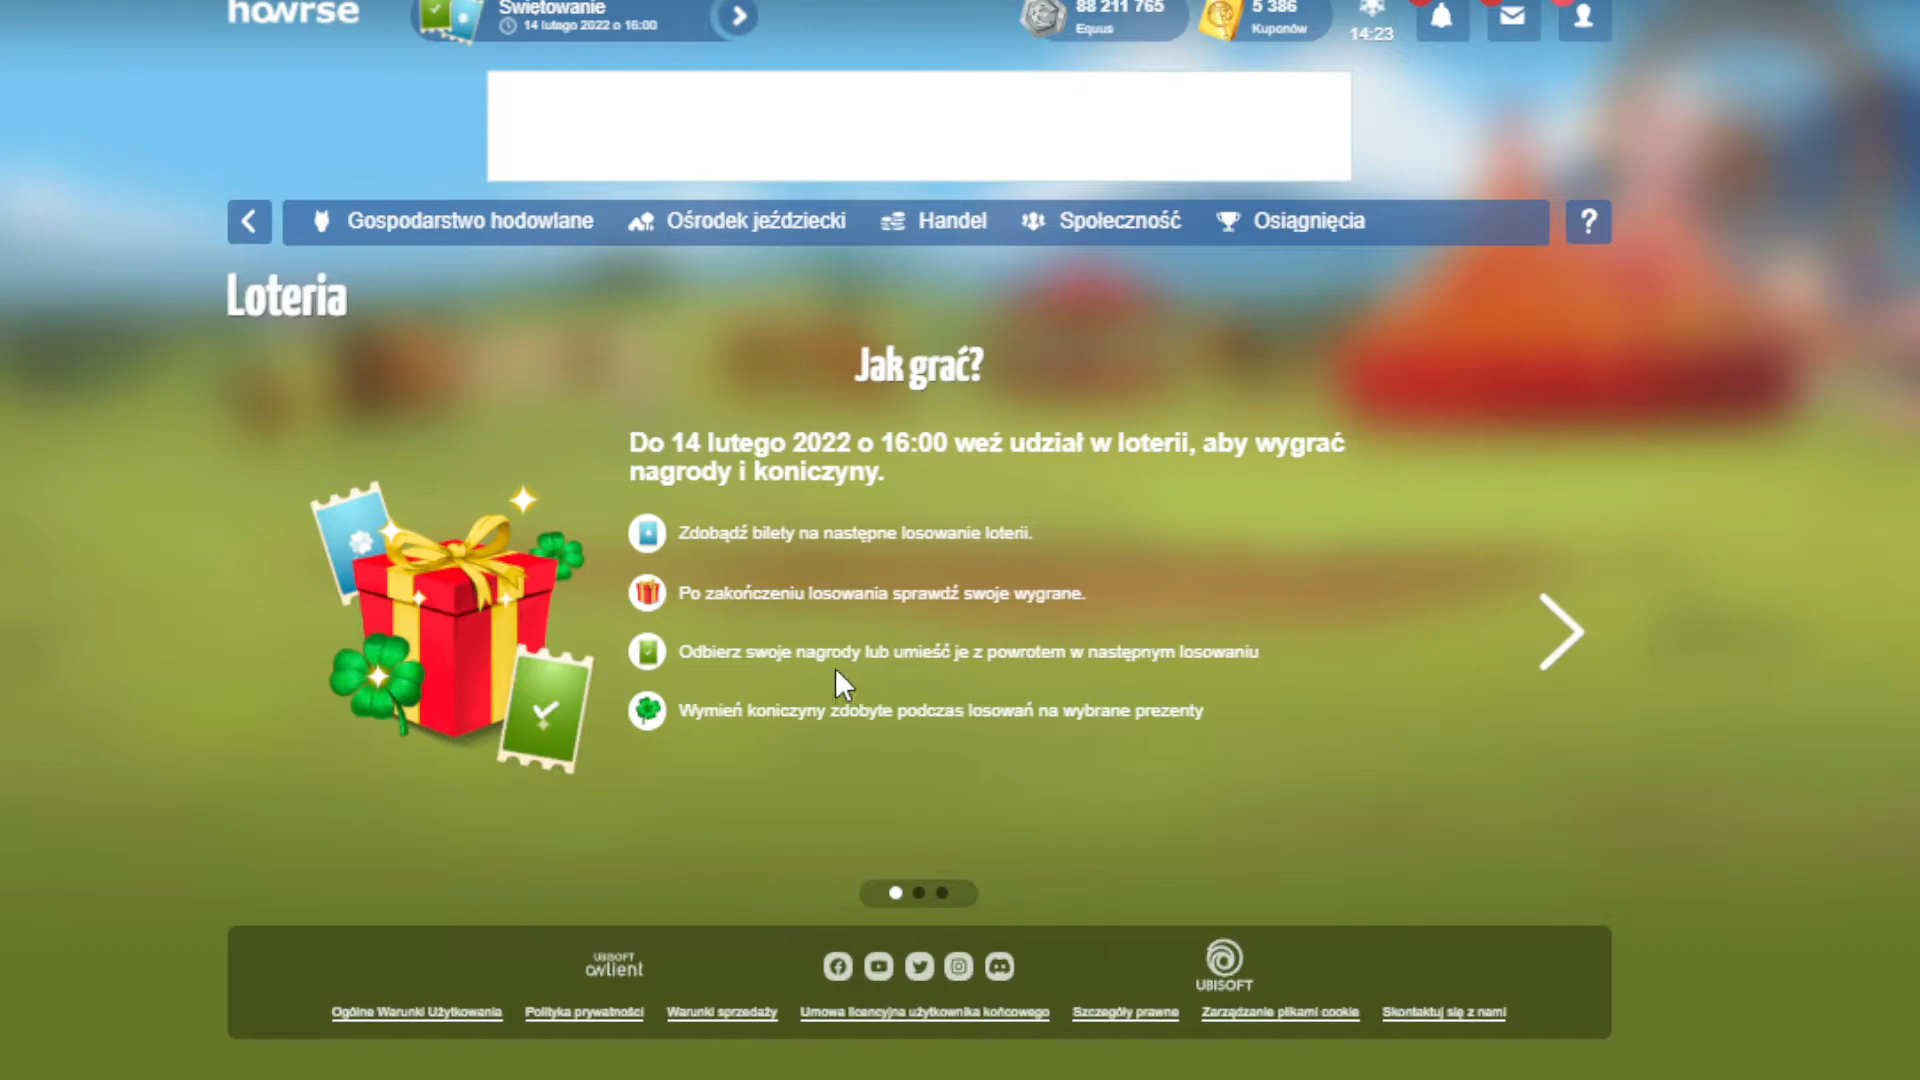 howrse
Świętowanie
14 lutego 2022 o 16:00
88 211 765
Equus
5 386
Kuponów
14:23
Gospodarstwo hodowlane
Ośrodek jeździecki
Handel
Społeczność
Osiągnięcia
?
Loteria
Jak grać?
Do 14 lutego 2022 o 16:00 weź udział w loterii, aby wygrać
nagrody i koniczyny.
Zdobądź bilety na następne losowanie loterii.
Po zakończeniu losowania sprawdź swoje wygrane.
Odbierz swoje nagrody lub umieść je z powrotem w następnym losowaniu
Wymień koniczyny zdobyte podczas losowań na wybrane prezenty
UBISOFT
owlient
UBISOFT
Ogólne Warunki Użytkowania
Polityka prywatności
Warunki sprzedaży
Umowa licencyjna użytkownika końcowego
Szczegóły prawne
Zarządzanie plikami cookie
Skontaktuj się z nami